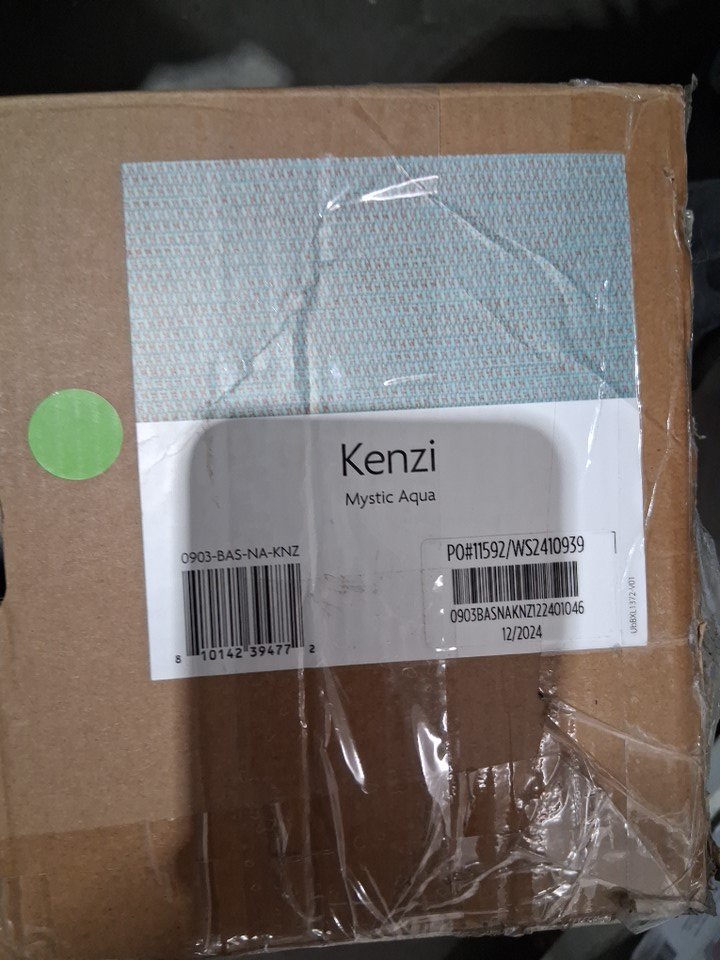 Kenzi
Mystic Aqua
0903-BAS-NA-KNZ
8 10142 39477 2
PO#11592/WS2410939
0903BASNAKNZ122401046
12/2024